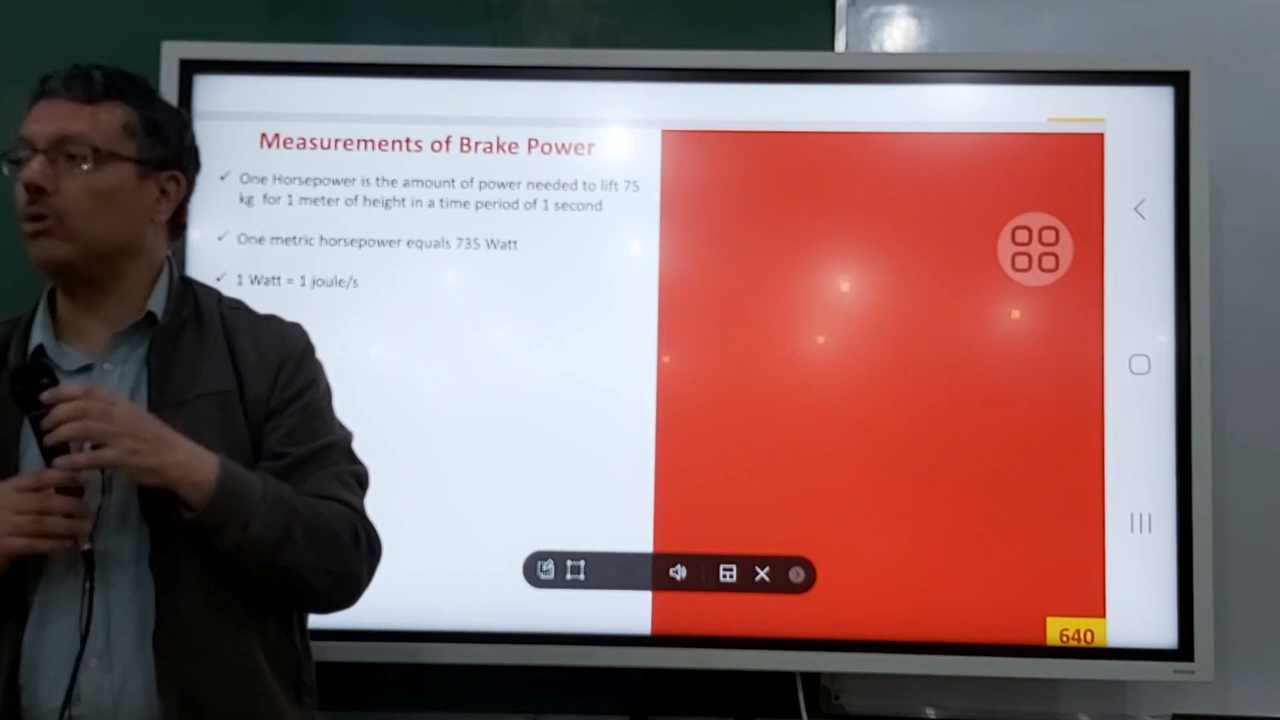 Measurements of Brake Power
✓ One Horsepower is the amount of power needed to lift 75
kg for 1 meter of height in a time period of 1 second
✓ One metric horsepower equals 735 Watt
✓ 1 Watt = 1 joule/s
640